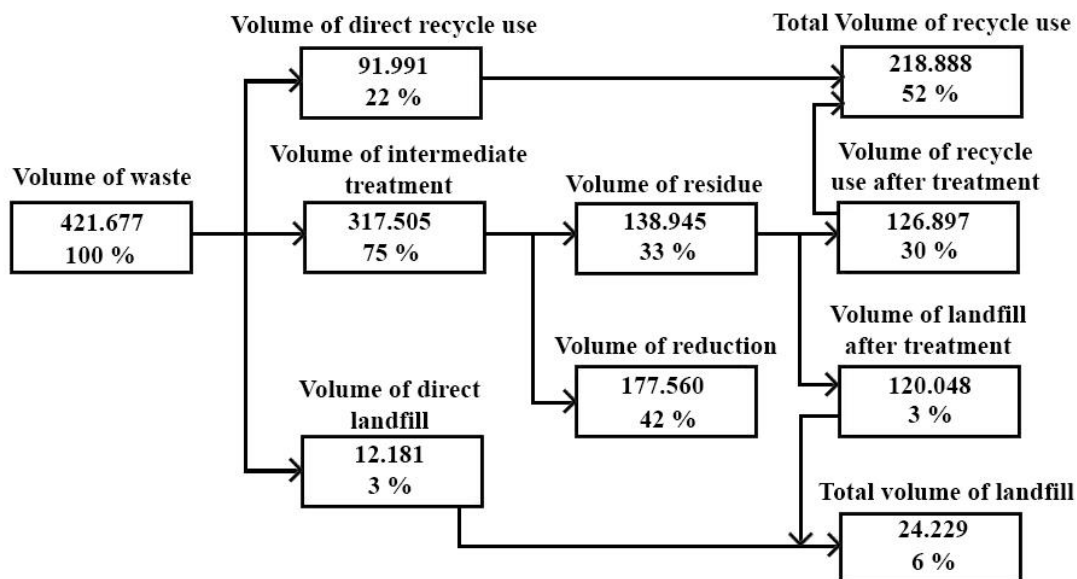 Volume of waste
421.677
100 %
Volume of direct recycle use
91.991
22 %
Volume of intermediate
treatment
317.505
75 %
Volume of direct
landfill
12.181
3 %
Volume of residue
138.945
33 %
Volume of reduction
177.560
42 %
Total Volume of recycle use
218.888
52 %
Volume of recycle
use after treatment
126.897
30 %
Volume of landfill
after treatment
120.048
3 %
Total volume of landfill
24.229
6 %